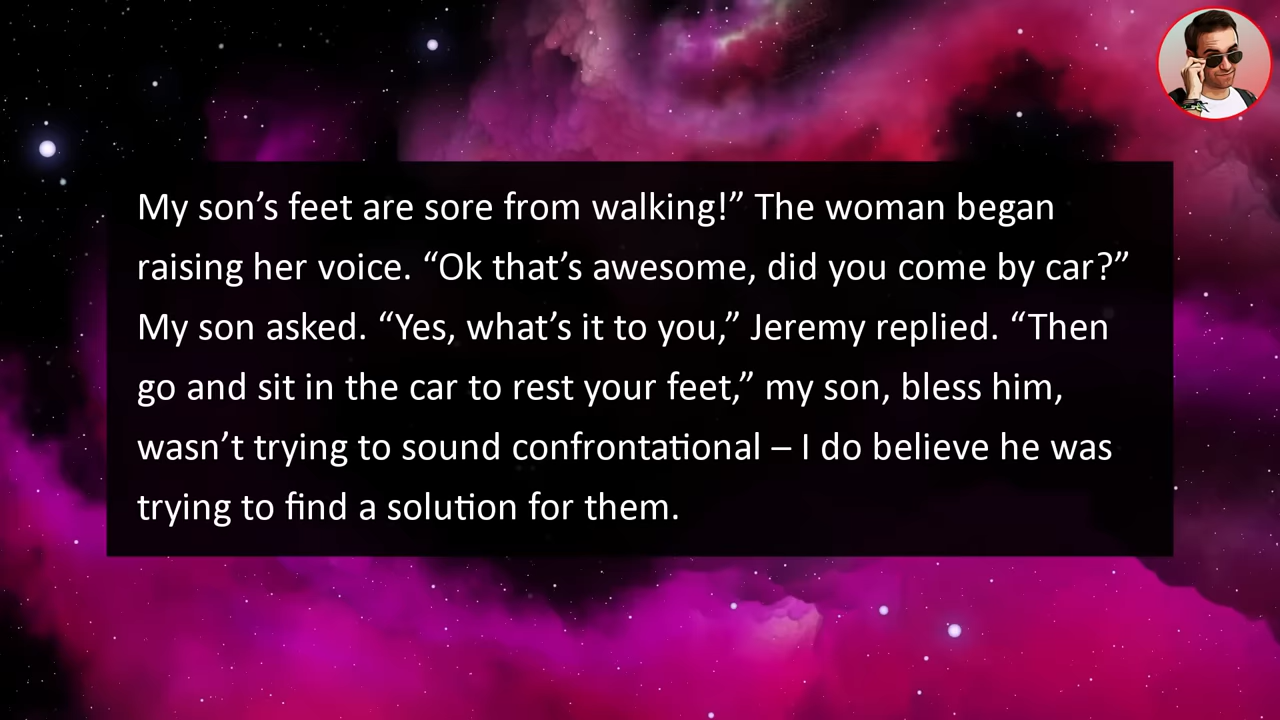 My son’s feet are sore from walking!” The woman began
raising her voice. “Ok that’s awesome, did you come by car?”
My son asked. “Yes, what’s it to you,” Jeremy replied. “Then
go and sit in the car to rest your feet,” my son, bless him,
wasn’t trying to sound confrontational – I do believe he was
trying to find a solution for them.